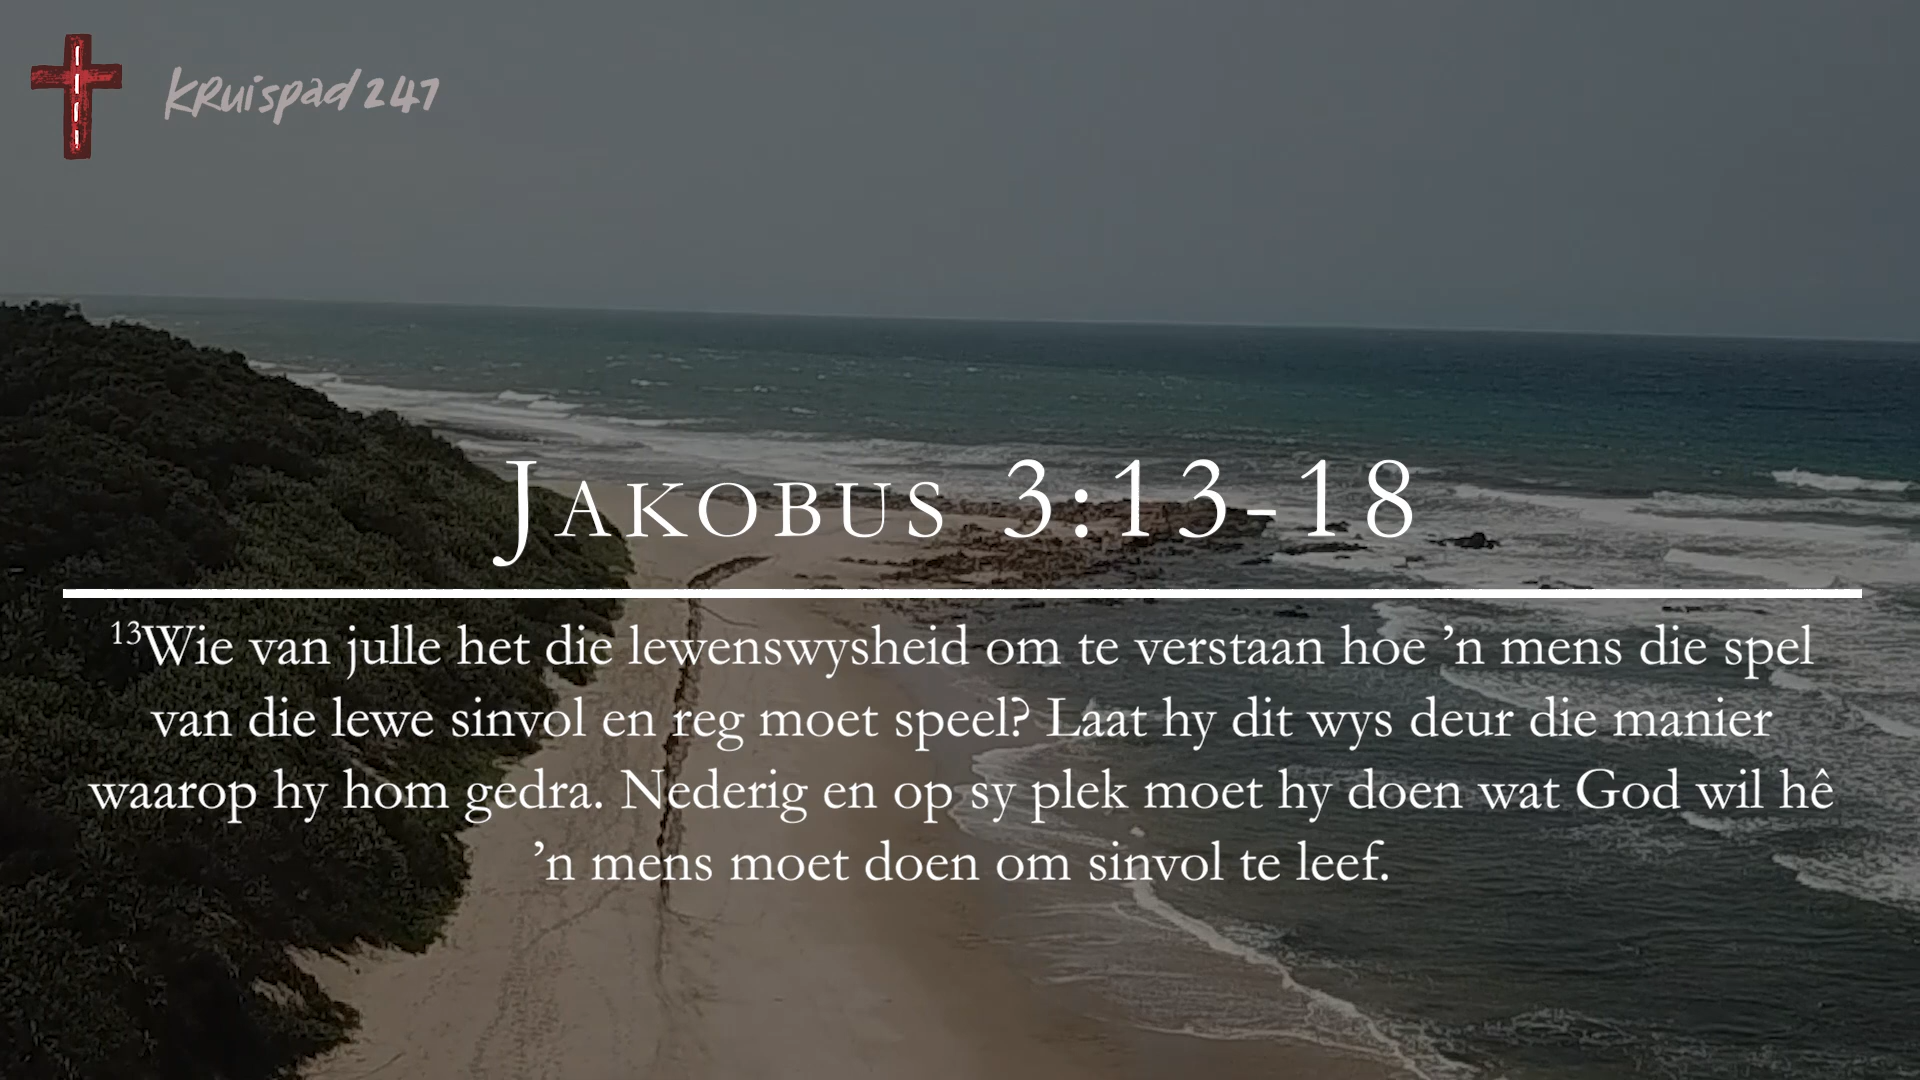 KRuispad 247
Jakobus 3:13-18
¹³Wie van julle het die lewenswysheid om te verstaan hoe ’n mens die spel
van die lewe sinvol en reg moet speel? Laat hy dit wys deur die manier
waarop hy hom gedra. Nederig en op sy plek moet hy doen wat God wil hê
’n mens moet doen om sinvol te leef.